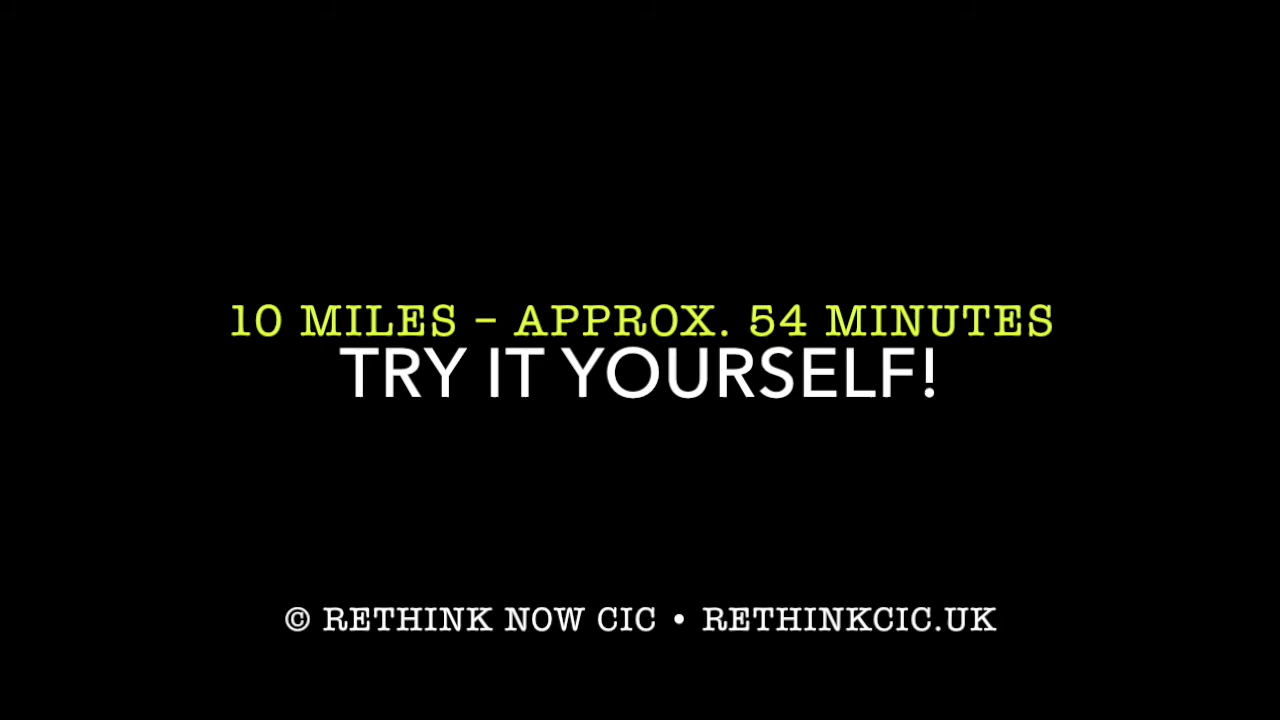 10 MILES – APPROX. 54 MINUTES
TRY IT YOURSELF!
© RETHINK NOW CIC • RETHINKCIC.UK